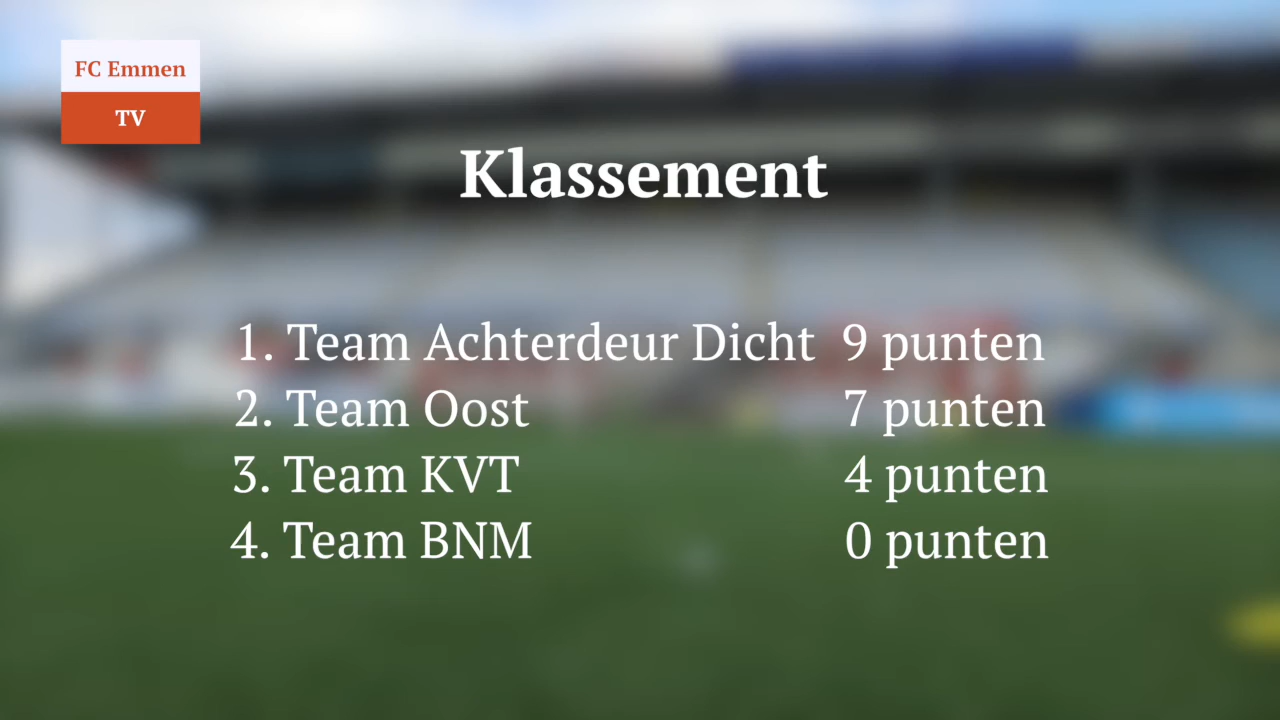 FC Emmen
TV
Klassement
1. Team Achterdeur Dicht 9 punten
2. Team Oost 7 punten
3. Team KVT 4 punten
4. Team BNM 0 punten